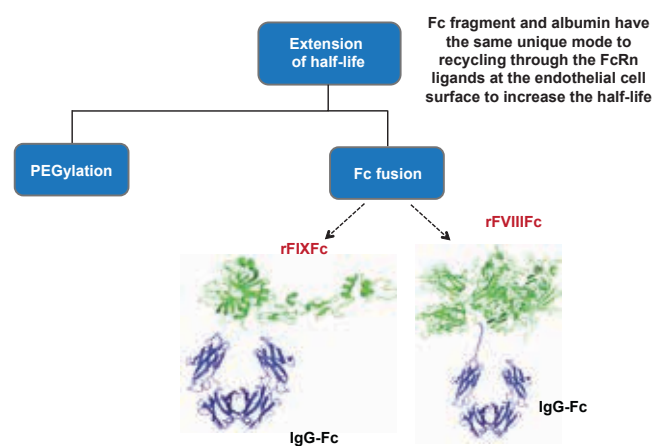 Extension
of half-life
Fc fragment and albumin have
the same unique mode to
recycling through the FcRn
ligands at the endothelial cell
surface to increase the half-life
PEGylation
Fc fusion
rFIXFc
rFVIIIFc
IgG-Fc
IgG-Fc